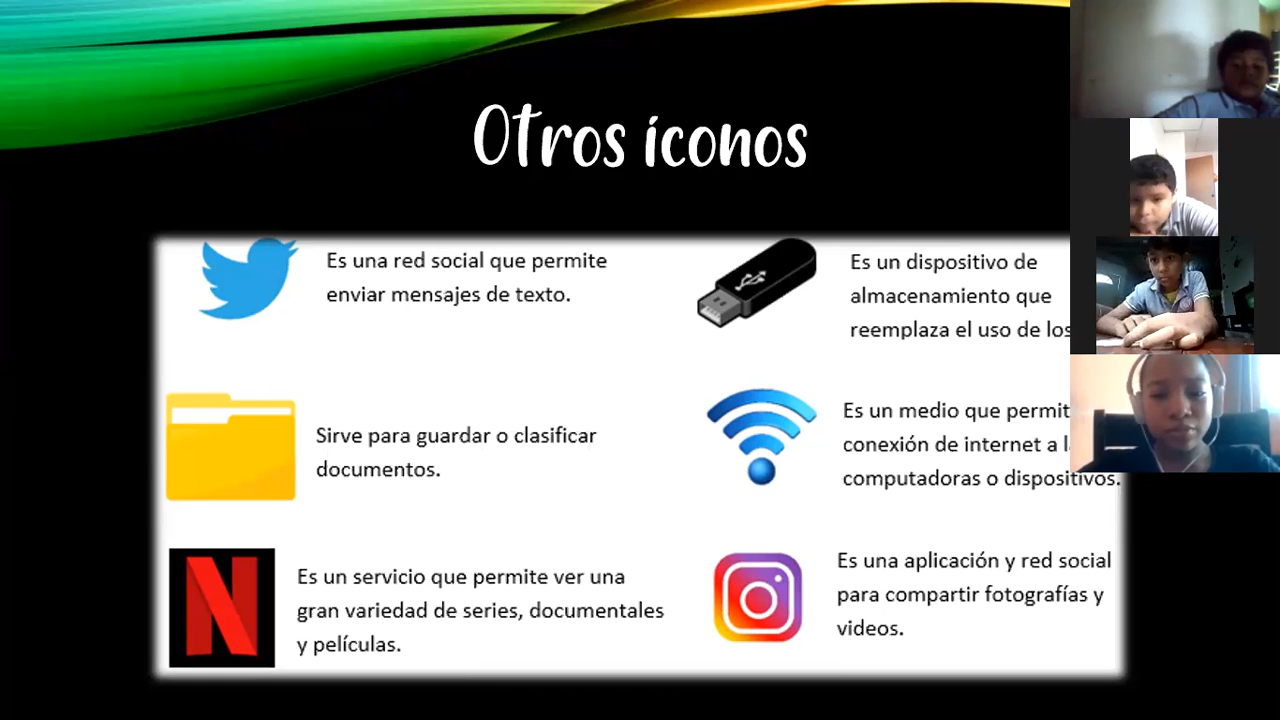 Otros íconos
Es una red social que permite
enviar mensajes de texto.
Es un dispositivo de
almacenamiento que
reemplaza el uso de los
Sirve para guardar o clasificar
documentos.
Es un medio que
conexión de internet a
computadoras o dispositivos.
N
Es un servicio que permite ver una
gran variedad de series, documentales
y películas.
Es una aplicación y red social
para compartir fotografías y
videos.